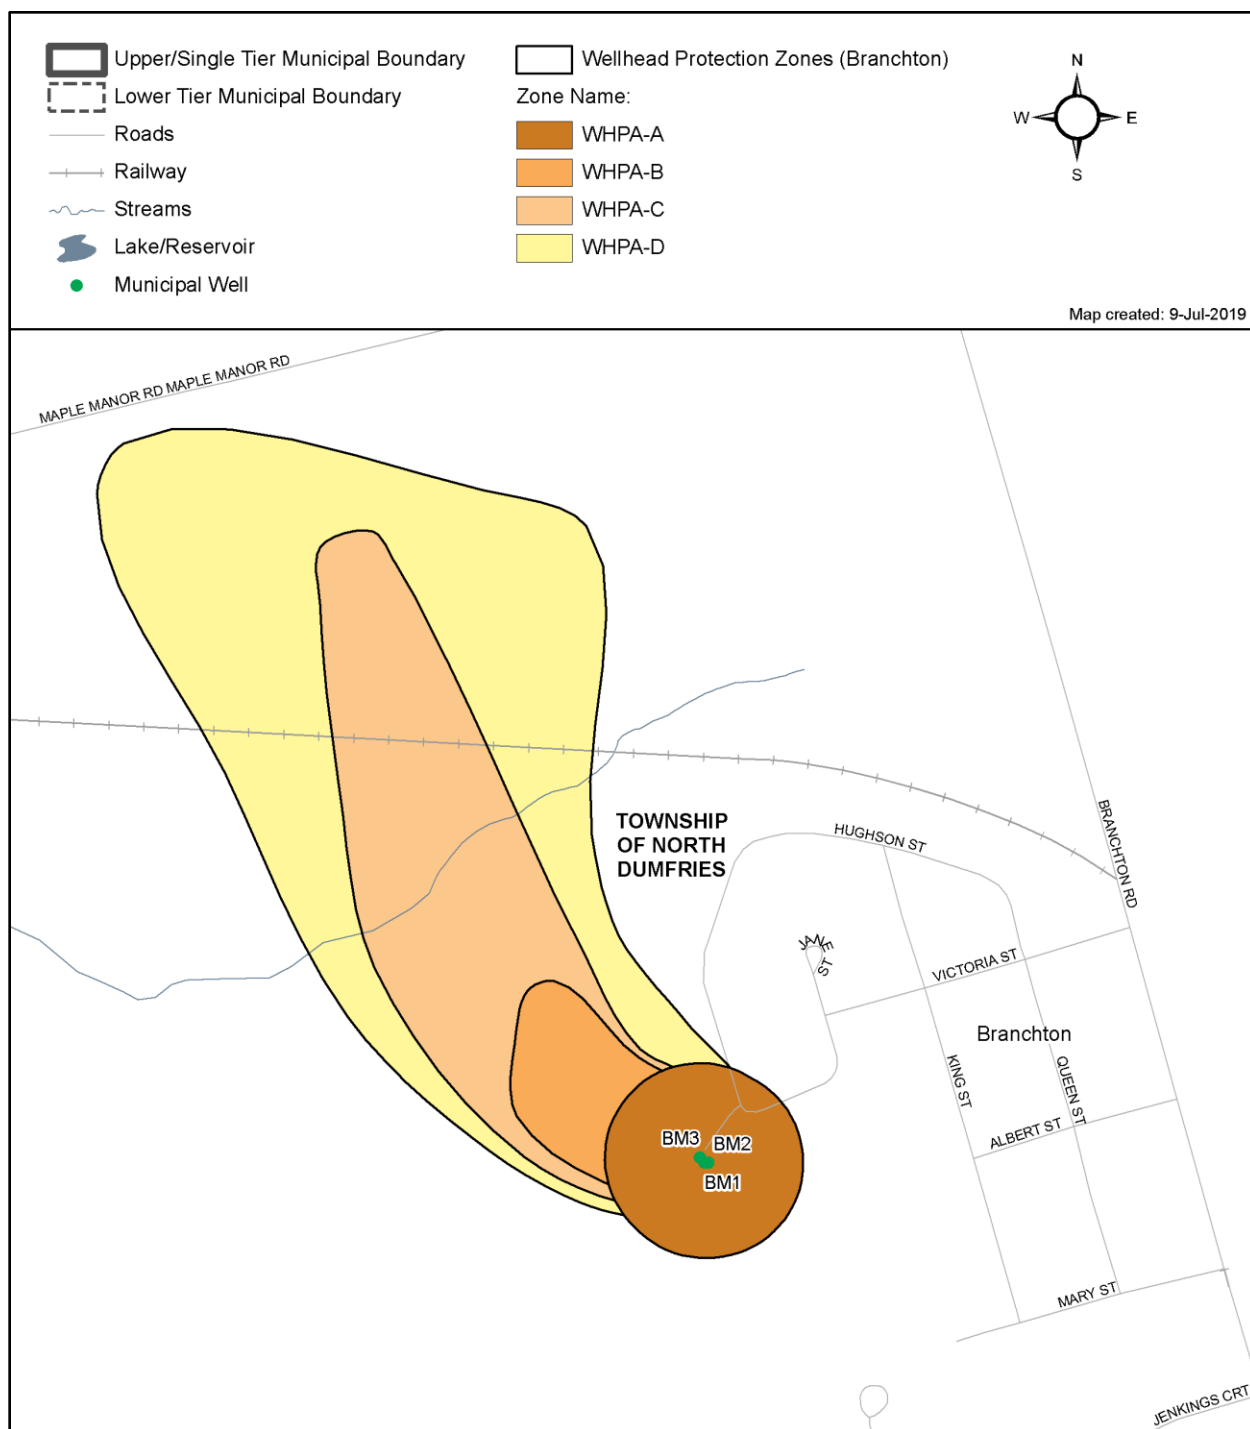 Upper/Single Tier Municipal Boundary
Lower Tier Municipal Boundary
Roads
Railway
Streams
Lake/Reservoir
Municipal Well
Wellhead Protection Zones (Branchton)
Zone Name:
WHPA-A
WHPA-B
WHPA-C
WHPA-D
N
W
E
S
Map created: 9-Jul-2019
MAPLE MANOR RD MAPLE MANOR RD
TOWNSHIP
OF NORTH
DUMFRIES
HUGHSON ST
BRANCHTON RD
JANE ST
VICTORIA ST
Branchton
KING ST
QUEEN ST
ALBERT ST
BM3
BM2
BM1
MARY ST
JENKINGS CRT